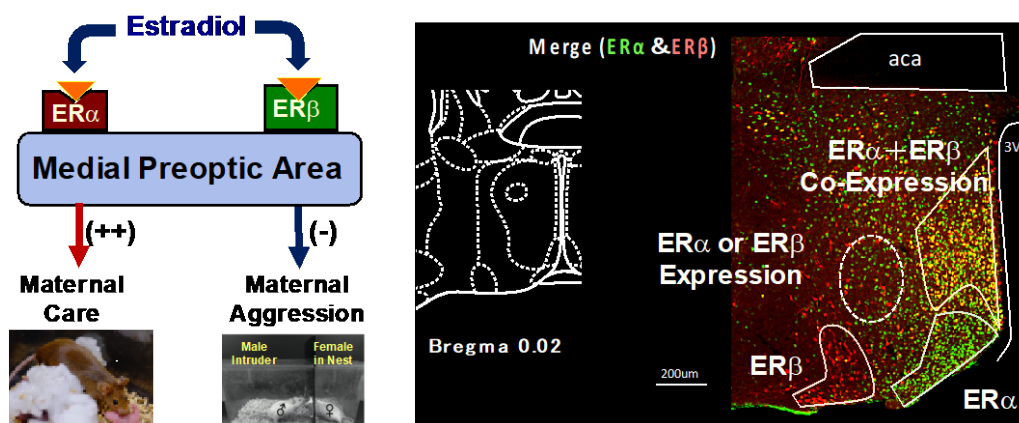 Estradiol
ERα
ERβ
Medial Preoptic Area
(++)
(-)
Maternal
Care
Maternal
Aggression
Male
Intruder
Female
in Nest
♂
♀
Merge (ERα &ERβ)
aca
3V
ERα+ERβ
Co-Expression
ERα or ERβ
Expression
Bregma 0.02
200um
ERβ
ERα